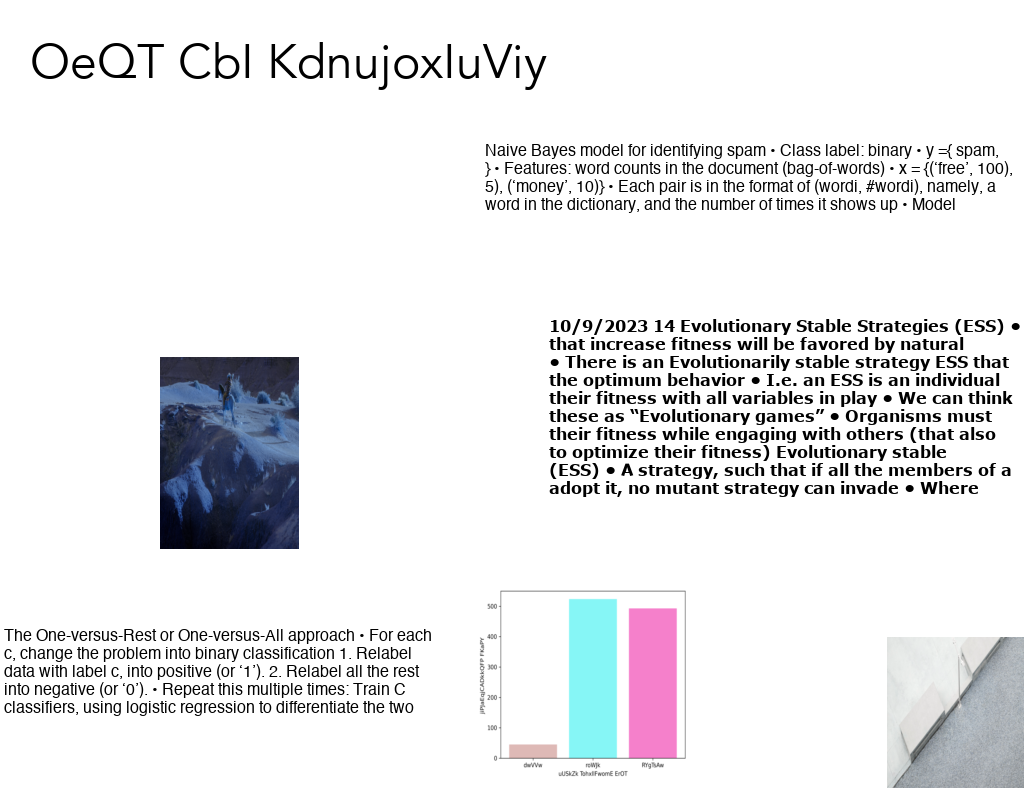 OeQT CbI KdnujoxIuViy
Naive Bayes model for identifying spam • Class label: binary • y ={ spam,
} • Features: word counts in the document (bag-of-words) • x = {(‘free’, 100),
5), (‘money’, 10)} • Each pair is in the format of (wordi, #wordi), namely, a
word in the dictionary, and the number of times it shows up • Model
10/9/2023 14 Evolutionary Stable Strategies (ESS) ●
that increase fitness will be favored by natural
● There is an Evolutionarily stable strategy ESS that
the optimum behavior ● I.e. an ESS is an individual
their fitness with all variables in play ● We can think
these as “Evolutionary games” ● Organisms must
their fitness while engaging with others (that also
to optimize their fitness) Evolutionary stable
(ESS) ● A strategy, such that if all the members of a
adopt it, no mutant strategy can invade ● Where
The One-versus-Rest or One-versus-All approach • For each
c, change the problem into binary classification 1. Relabel
data with label c, into positive (or ‘1’). 2. Relabel all the rest
into negative (or ‘0’). • Repeat this multiple times: Train C
classifiers, using logistic regression to differentiate the two
500
400
300
200
100
0
dwVVw
roWJk
RYgTsAw